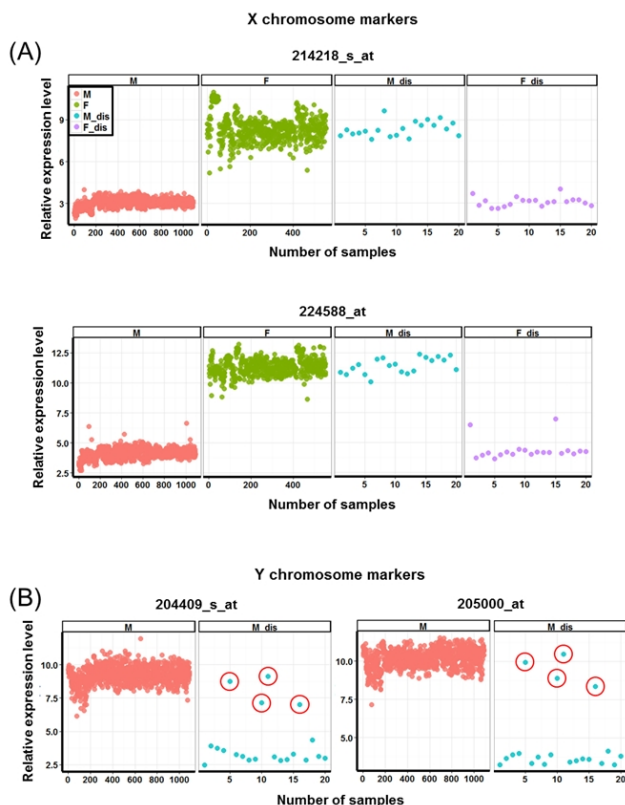 X chromosome markers
(A)
214218_s_at
M F M_dis F_dis
M
F
M_dis
F_dis
Relative expression level
9
6
3
0 200 400 600 800 1000 0 200 400 5 10 15 20 5 10 15 20
Number of samples
224588_at
M F M_dis F_dis
Relative expression level
12.5
10.0
7.5
5.0
2.5
0 200 400 600 800 1000 0 200 400 5 10 15 20 5 10 15 20
Number of samples
Y chromosome markers
(B)
204409_s_at 205000_at
M M_dis M M_dis
Relative expression level
10.0 10.0
7.5 7.5
5.0 5.0
2.5
0 200 400 600 800 1000 5 10 15 20 0 200 400 600 800 1000 5 10 15 20
Number of samples